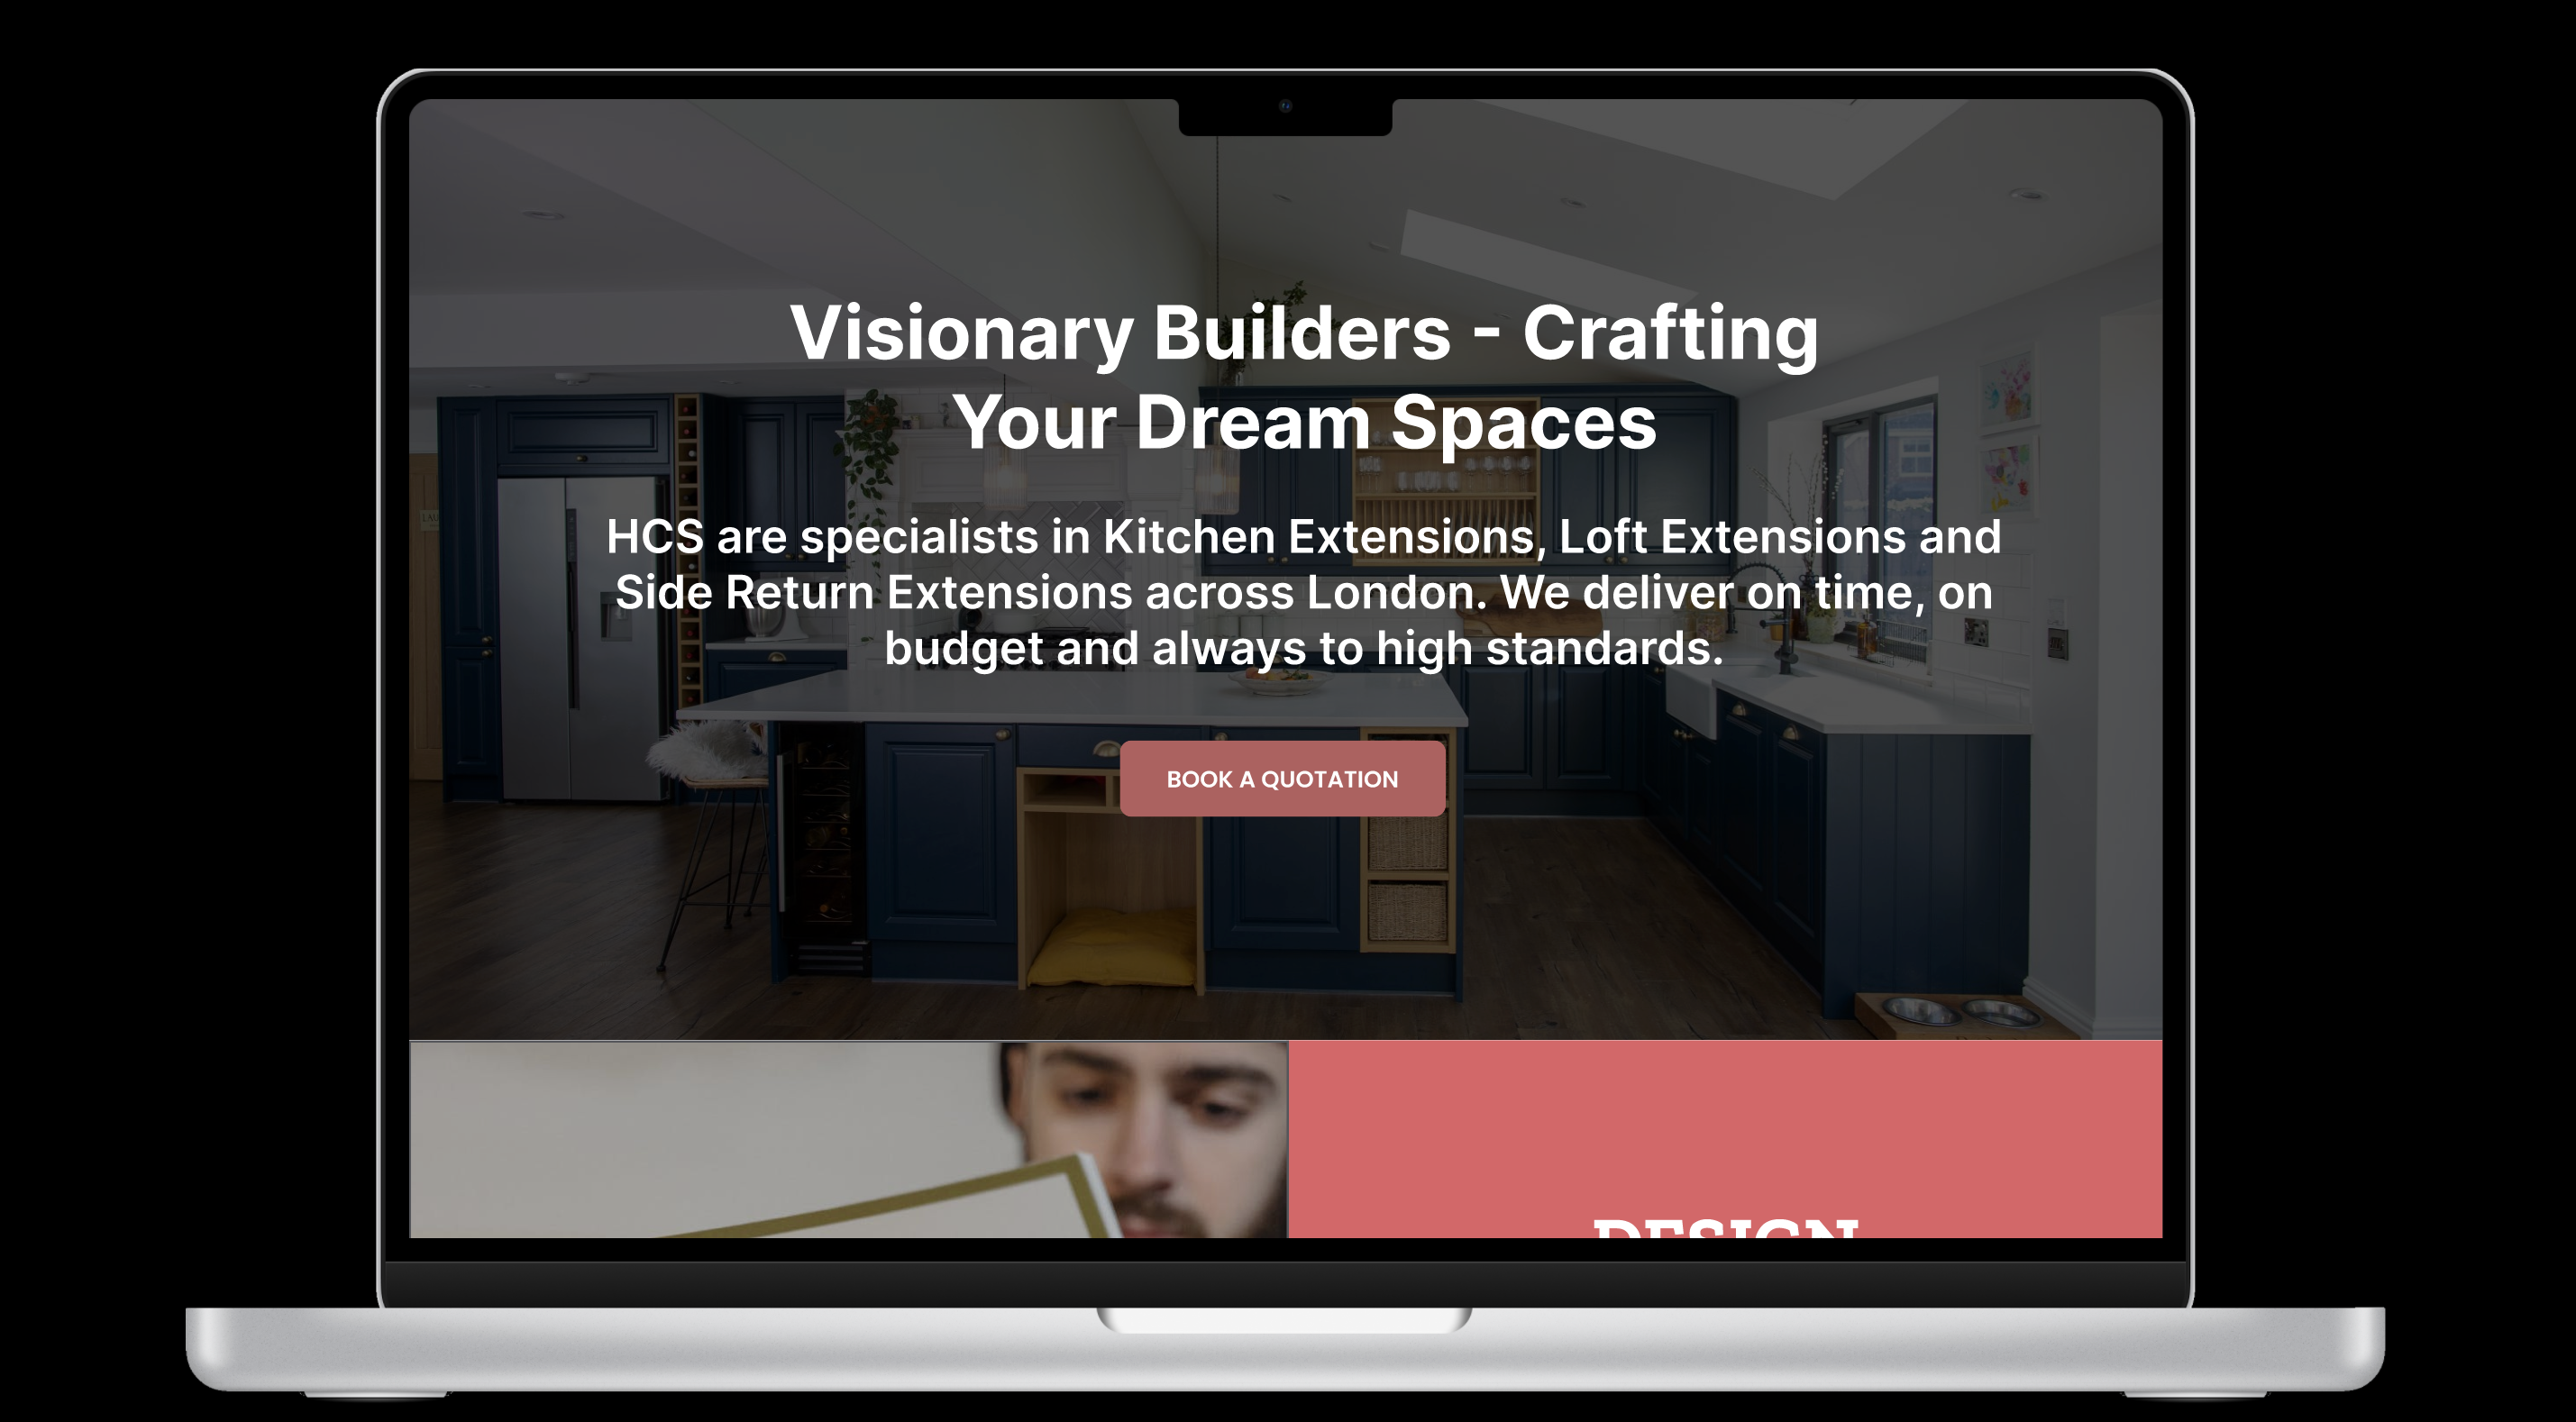 Visionary Builders - Crafting
Your Dream Spaces
HCS are specialists in Kitchen Extensions, Loft Extensions and
Side Return Extensions across London. We deliver on time, on
budget and always to high standards.
BOOK A QUOTATION
DESIGN